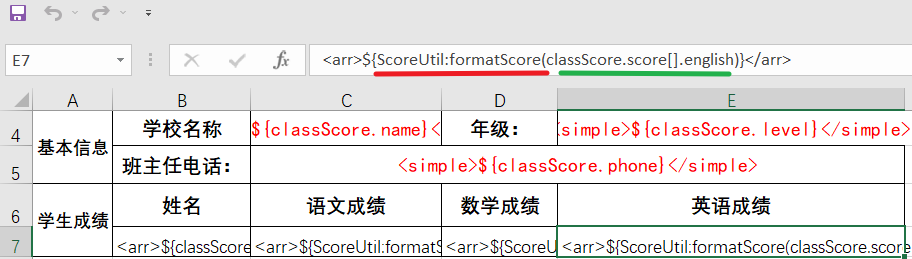 E7
fx
<arr>${ScoreUtil:formatScore(classScore.score[].english)}</arr>
A B C D E
4 基本信息 学校名称 ${classScore.name}< 年级: <simple>${classScore.level}</simple>
5 班主任电话: <simple>${classScore.phone}</simple>
6 学生成绩 姓名 语文成绩 数学成绩 英语成绩
7 <arr>${classScore <arr>${ScoreUtil:formatS <arr>${ScoreU <arr>${ScoreUtil:formatScore(classScore.score